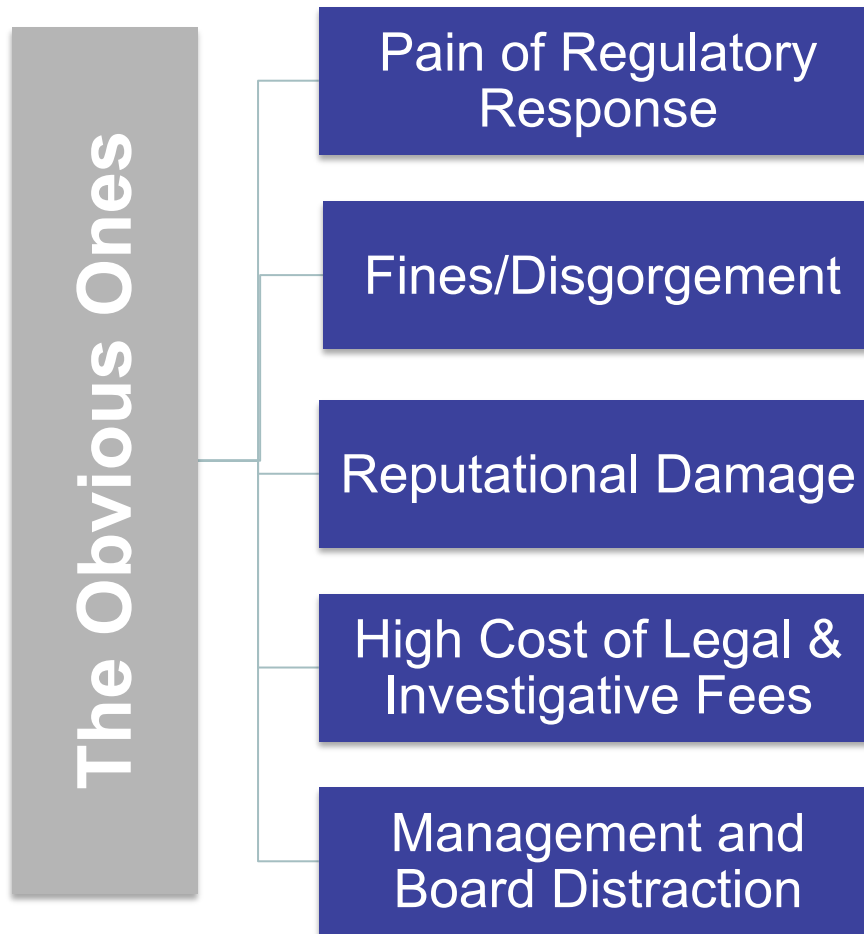 The Obvious Ones
Pain of Regulatory
Response
Fines/Disgorgement
Reputational Damage
High Cost of Legal &
Investigative Fees
Management and
Board Distraction